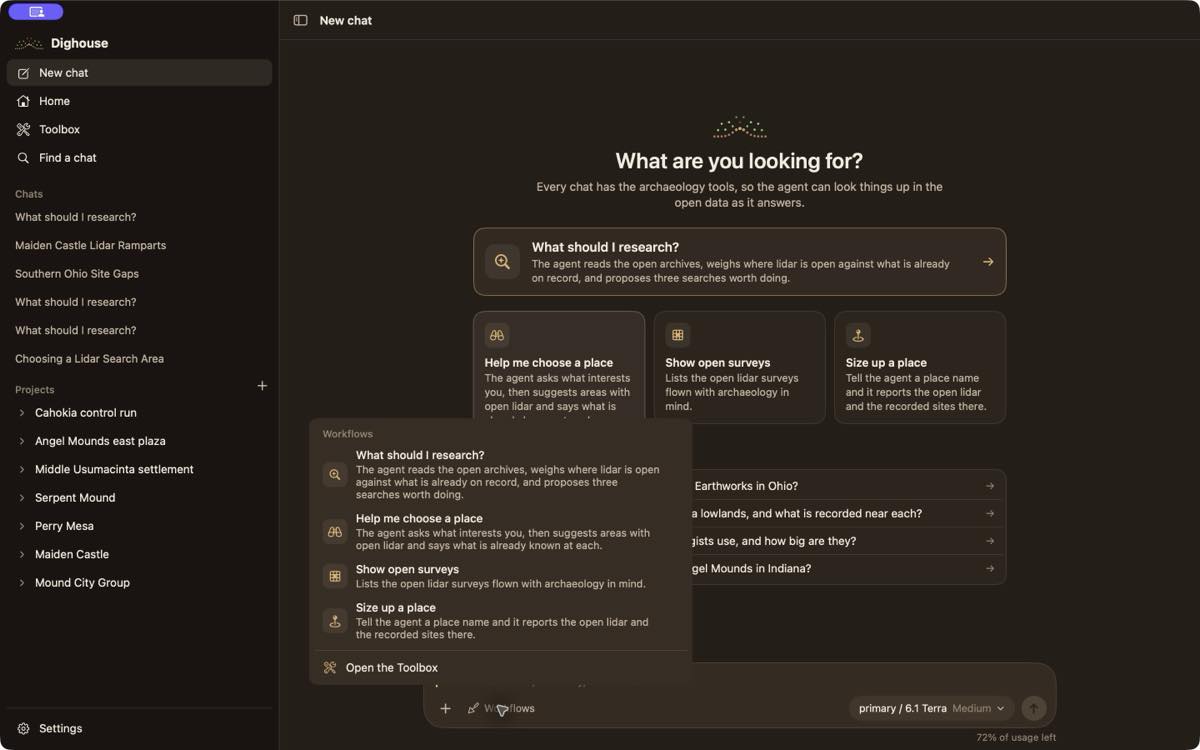 Dighouse
New chat
Home
Toolbox
Find a chat
Chats
What should I research?
Maiden Castle Lidar Ramparts
Southern Ohio Site Gaps
What should I research?
What should I research?
Choosing a Lidar Search Area
Projects
Cahokia control run
Angel Mounds east plaza
Middle Usumacinta settlement
Serpent Mound
Perry Mesa
Maiden Castle
Mound City Group
Settings
New chat
What are you looking for?
Every chat has the archaeology tools, so the agent can look things up in the
open data as it answers.
What should I research?
The agent reads the open archives, weighs where lidar is open against what is already
on record, and proposes three searches worth doing.
Help me choose a place
The agent asks what interests
you, then suggests areas with
open lidar and says what is
Show open surveys
Lists the open lidar surveys
flown with archaeology in
mind.
Size up a place
Tell the agent a place name
and it reports the open lidar
and the recorded sites there.
Earthworks in Ohio?
lowlands, and what is recorded near each?
use, and how big are they?
Mounds in Indiana?
Workflows
What should I research?
The agent reads the open archives, weighs where lidar is open
against what is already on record, and proposes three
searches worth doing.
Help me choose a place
The agent asks what interests you, then suggests areas with
open lidar and says what is already known at each.
Show open surveys
Lists the open lidar surveys flown with archaeology in mind.
Size up a place
Tell the agent a place name and it reports the open lidar and
the recorded sites there.
Open the Toolbox
Workflows
primary / 6.1 Terra Medium
72% of usage left